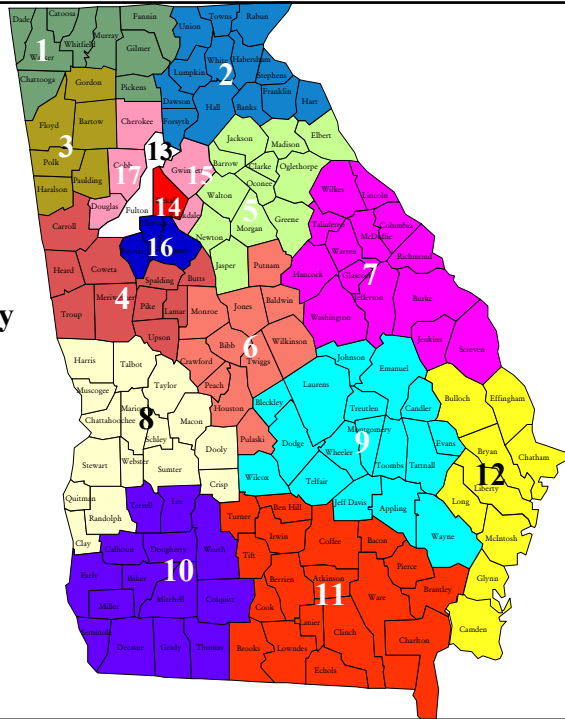 Dade
Catoosa
Whitfield
Murray
Fannin
Gilmer
1
Walker
Chattooga
Pickens
Union
Towns
Rabun
White
Habersham
Lumpkin
2
Stephens
Franklin
Dawson
Hall
Banks
Hart
Forsyth
Gordon
Floyd
Bartow
3
Polk
Paulding
Haralson
Cherokee
13
17
Gwinnett
15
Douglas
Fulton
14
Jackson
Madison
Elbert
Barrow
Clarke
Oglethorpe
Oconee
Walton
5
Morgan
Greene
Newton
Jasper
Wilkes
Lincoln
Taliaferro
Columbia
McDuffie
Warren
Richmond
Hancock
Glascock
7
Jefferson
Burke
Washington
Jenkins
Screven
16
Carroll
Heard
Coweta
Spalding
Butts
Meriwether
4
Pike
Lamar
Troup
Upson
Putnam
Monroe
Jones
Baldwin
Bibb
6
Wilkinson
Crawford
Twiggs
Peach
Houston
Pulaski
y
Harris
Talbot
Muscogee
Taylor
Marion
8
Chattahoochee
Macon
Schley
Dooly
Stewart
Webster
Sumter
Crisp
Quitman
Randolph
Clay
Johnson
Emanuel
Laurens
Bleckley
Treutlen
Candler
Montgomery
Dodge
9
Evans
Wheeler
Toombs
Tattnall
Wilcox
Telfair
Jeff Davis
Appling
Wayne
Bulloch
Effingham
Bryan
Chatham
12
Liberty
Long
McIntosh
Glynn
Camden
Terrell
Lee
Calhoun
Dougherty
Worth
Early
Baker
10
Miller
Mitchell
Colquitt
Seminole
Decatur
Grady
Thomas
Turner
Ben Hill
Irwin
Coffee
Bacon
Tift
Pierce
Berrien
Atkinson
Ware
Brantley
Cook
11
Lanier
Clinch
Charlton
Brooks
Lowndes
Echols